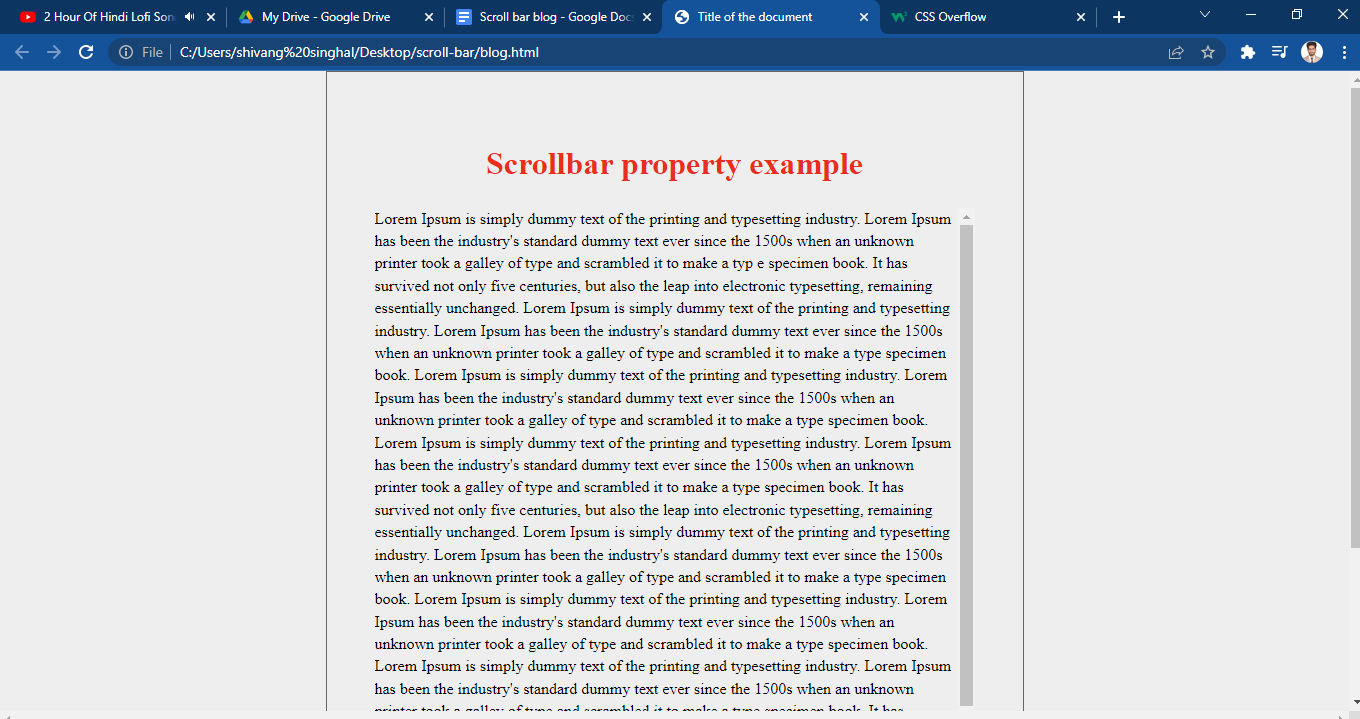 2 Hour Of Hindi Lofi Son
My Drive - Google Drive
Scroll bar blog - Google Doc
Title of the document
CSS Overflow
File
C:/Users/shivang%20singhal/Desktop/scroll-bar/blog.html
Scrollbar property example
Lorem Ipsum is simply dummy text of the printing and typesetting industry. Lorem Ipsum
has been the industry's standard dummy text ever since the 1500s when an unknown
printer took a galley of type and scrambled it to make a typ e specimen book. It has
survived not only five centuries, but also the leap into electronic typesetting, remaining
essentially unchanged. Lorem Ipsum is simply dummy text of the printing and typesetting
industry. Lorem Ipsum has been the industry's standard dummy text ever since the 1500s
when an unknown printer took a galley of type and scrambled it to make a type specimen
book. Lorem Ipsum is simply dummy text of the printing and typesetting industry. Lorem
Ipsum has been the industry's standard dummy text ever since the 1500s when an
unknown printer took a galley of type and scrambled it to make a type specimen book.
Lorem Ipsum is simply dummy text of the printing and typesetting industry. Lorem Ipsum
has been the industry's standard dummy text ever since the 1500s when an unknown
printer took a galley of type and scrambled it to make a type specimen book. It has
survived not only five centuries, but also the leap into electronic typesetting, remaining
essentially unchanged. Lorem Ipsum is simply dummy text of the printing and typesetting
industry. Lorem Ipsum has been the industry's standard dummy text ever since the 1500s
when an unknown printer took a galley of type and scrambled it to make a type specimen
book. Lorem Ipsum is simply dummy text of the printing and typesetting industry. Lorem
Ipsum has been the industry's standard dummy text ever since the 1500s when an
unknown printer took a galley of type and scrambled it to make a type specimen book.
Lorem Ipsum is simply dummy text of the printing and typesetting industry. Lorem Ipsum
has been the industry's standard dummy text ever since the 1500s when an unknown
printer took a galley of type and scrambled it to make a type specimen book. It has